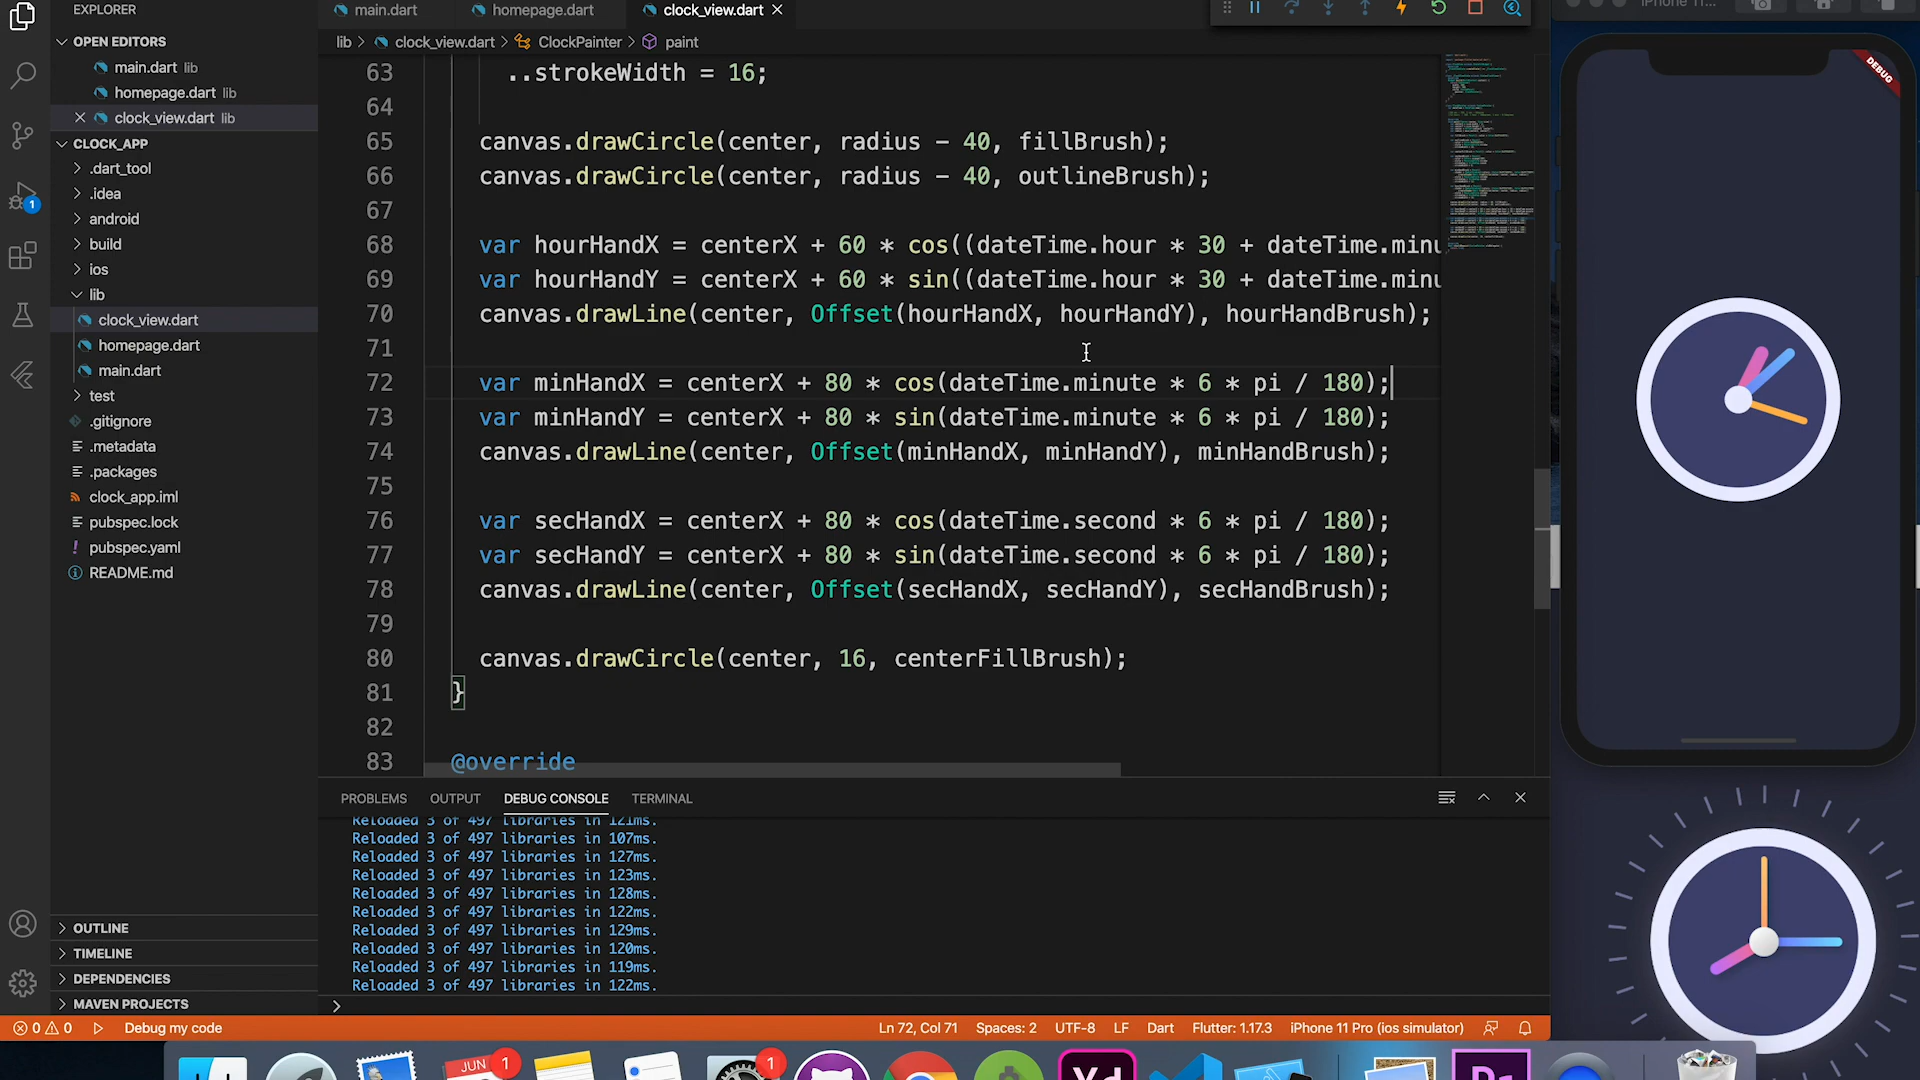 EXPLORER
OPEN EDITORS
main.dart lib
homepage.dart lib
clock_view.dart lib
CLOCK_APP
.dart_tool
.idea
android
build
ios
lib
clock_view.dart
homepage.dart
main.dart
test
.gitignore
.metadata
.packages
clock_app.iml
pubspec.lock
pubspec.yaml
README.md
OUTLINE
TIMELINE
DEPENDENCIES
MAVEN PROJECTS
1
main.dart
homepage.dart
clock_view.dart
lib > clock_view.dart > ClockPainter > paint
63 ..strokeWidth = 16;
64
65 canvas.drawCircle(center, radius - 40, fillBrush);
66 canvas.drawCircle(center, radius - 40, outlineBrush);
67
68 var hourHandX = centerX + 60 * cos((dateTime.hour * 30 + dateTime.minu
69 var hourHandY = centerX + 60 * sin((dateTime.hour * 30 + dateTime.minu
70 canvas.drawLine(center, Offset(hourHandX, hourHandY), hourHandBrush);
71
72 var minHandX = centerX + 80 * cos(dateTime.minute * 6 * pi / 180);
73 var minHandY = centerX + 80 * sin(dateTime.minute * 6 * pi / 180);
74 canvas.drawLine(center, Offset(minHandX, minHandY), minHandBrush);
75
76 var secHandX = centerX + 80 * cos(dateTime.second * 6 * pi / 180);
77 var secHandY = centerX + 80 * sin(dateTime.second * 6 * pi / 180);
78 canvas.drawLine(center, Offset(secHandX, secHandY), secHandBrush);
79
80 canvas.drawCircle(center, 16, centerFillBrush);
81 }
82
83 @override
PROBLEMS OUTPUT DEBUG CONSOLE TERMINAL
Reloaded 3 of 497 libraries in 121ms.
Reloaded 3 of 497 libraries in 107ms.
Reloaded 3 of 497 libraries in 127ms.
Reloaded 3 of 497 libraries in 123ms.
Reloaded 3 of 497 libraries in 128ms.
Reloaded 3 of 497 libraries in 122ms.
Reloaded 3 of 497 libraries in 129ms.
Reloaded 3 of 497 libraries in 120ms.
Reloaded 3 of 497 libraries in 119ms.
Reloaded 3 of 497 libraries in 122ms.
0 0 Debug my code
Ln 72, Col 71 Spaces: 2 UTF-8 LF Dart Flutter: 1.17.3 iPhone 11 Pro (ios simulator)
iPhone 11...
DEBUG
JUN 1
1
Xd
Pr